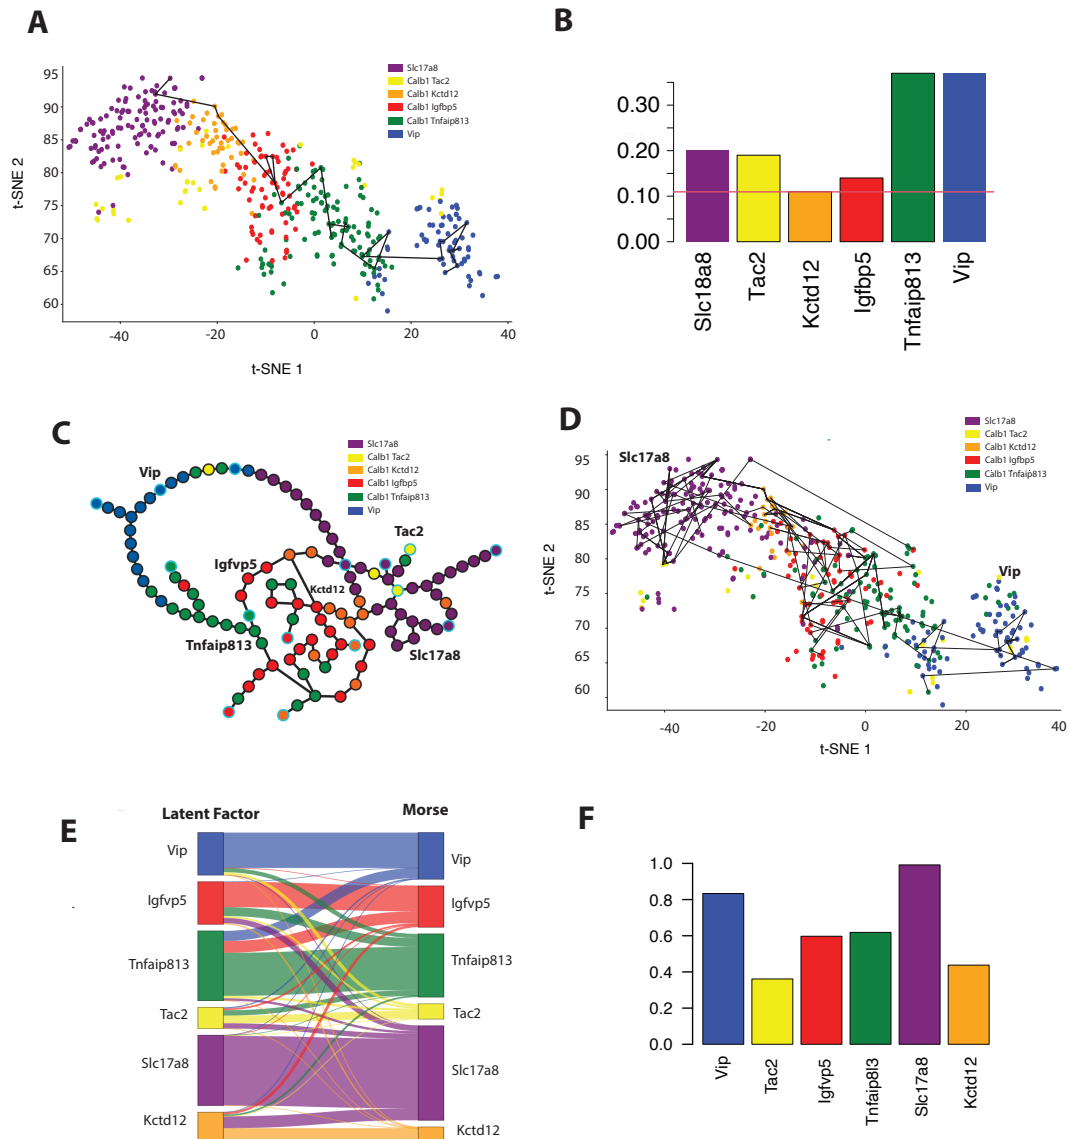 A
Slc17a8
Calb1 Tac2
Calb1 Kctd12
Calb1 Igfbp5
Calb1 Tnfaip813
Vip
95
90
85
80
75
70
65
60
t-SNE 2
-40
-20
0
20
40
t-SNE 1
B
0.30
0.20
0.10
0.00
Slc18a8
Tac2
Kctd12
Igfbp5
Tnfaip813
Vip
C
Slc17a8
Calb1 Tac2
Calb1 Kctd12
Calb1 Igfbp5
Calb1 Tnfaip813
Vip
Vip
Tac2
Igfvp5
Kctd12
Tnfaip813
Slc17a8
D
Slc17a8
Calb1 Tac2
Calb1 Kctd12
Calb1 Igfbp5
Calb1 Tnfaip813
Vip
Slc17a8
Vip
95
90
85
80
75
70
65
60
t-SNE 2
-40
-20
0
20
40
t-SNE 1
E
Latent Factor
Morse
Vip
Igfvp5
Tnfaip813
Tac2
Slc17a8
Kctd12
Vip
Igfvp5
Tnfaip813
Tac2
Slc17a8
Kctd12
F
1.0
0.8
0.6
0.4
0.2
0.0
Vip
Tac2
Igfvp5
Tnfaip8l3
Slc17a8
Kctd12